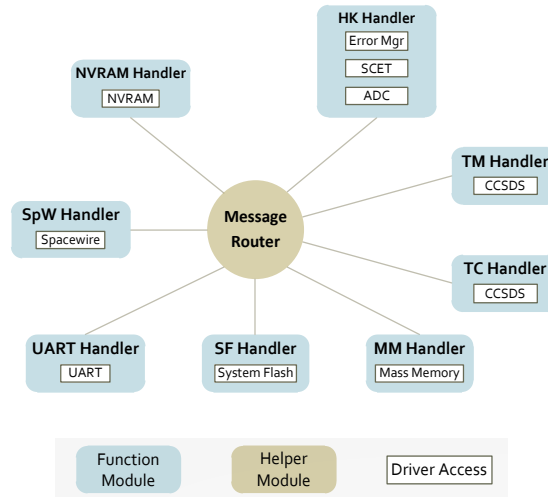 HK Handler
Error Mgr
SCET
ADC
NVRAM Handler
NVRAM
TM Handler
CCSDS
SpW Handler
Spacewire
Message
Router
TC Handler
CCSDS
UART Handler
UART
SF Handler
System Flash
MM Handler
Mass Memory
Function
Module
Helper
Module
Driver Access